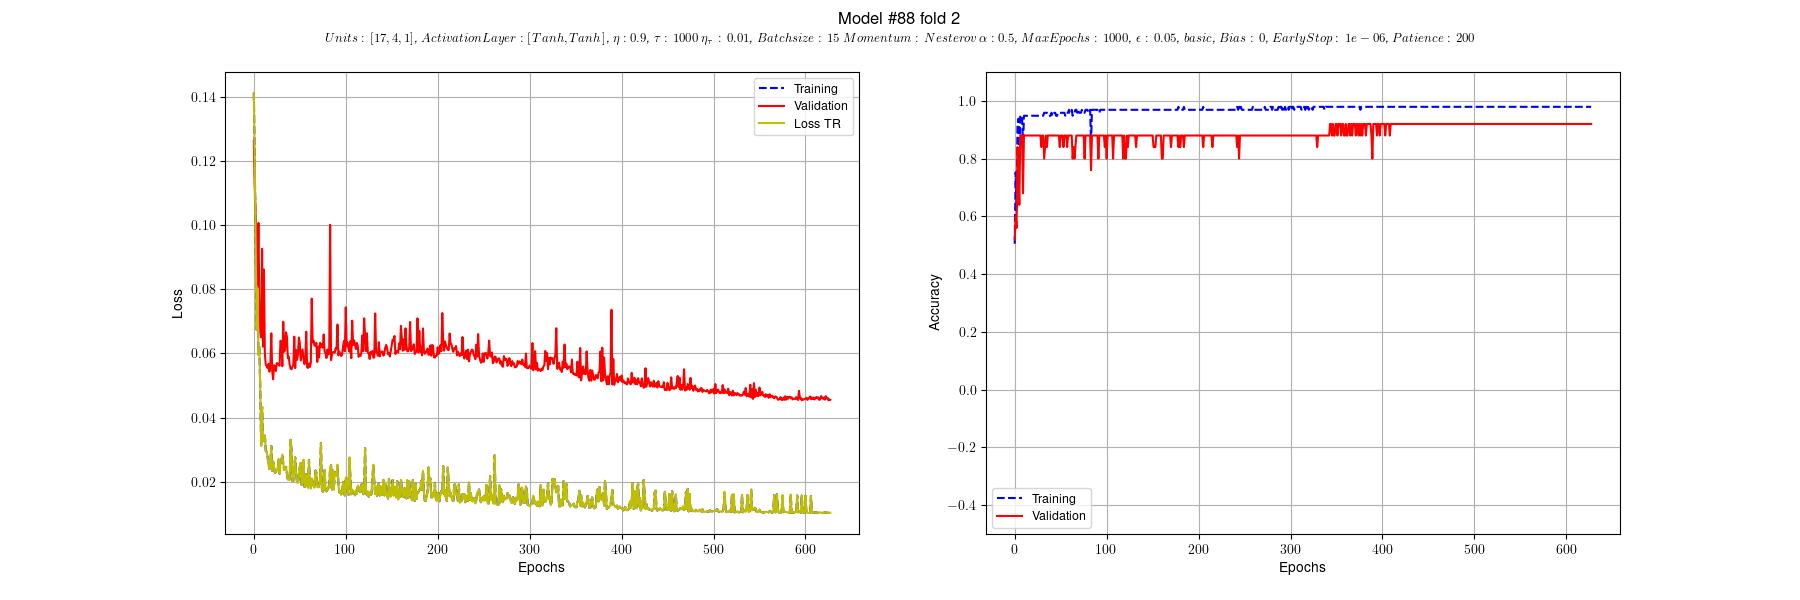 Model #88 fold 2
Units : [17, 4, 1], ActivationLayer : [Tanh, Tanh], η : 0.9, τ : 1000 ητ : 0.01, Batchsize : 15 Momentum : Nesterov α : 0.5, MaxEpochs : 1000, ϵ : 0.05, basic, Bias : 0, EarlyStop : 1e − 06, Patience : 200
Training
Validation
Loss TR
0.14
0.12
0.10
0.08
0.06
0.04
0.02
Loss
0 100 200 300 400 500 600
Epochs
1.0
0.8
0.6
0.4
0.2
0.0
−0.2
−0.4
Accuracy
Training
Validation
0 100 200 300 400 500 600
Epochs